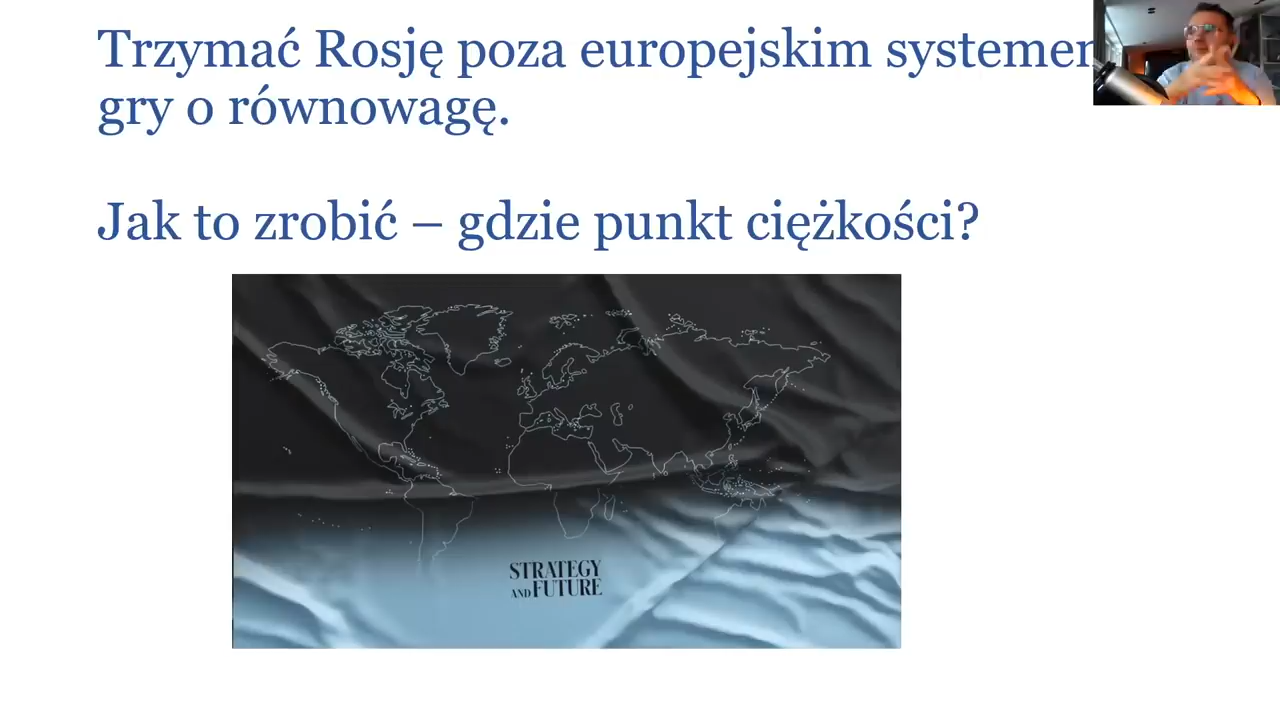 Trzymać Rosję poza europejskim systemem
gry o równowagę.
Jak to zrobić – gdzie punkt ciężkości?
STRATEGY
AND FUTURE